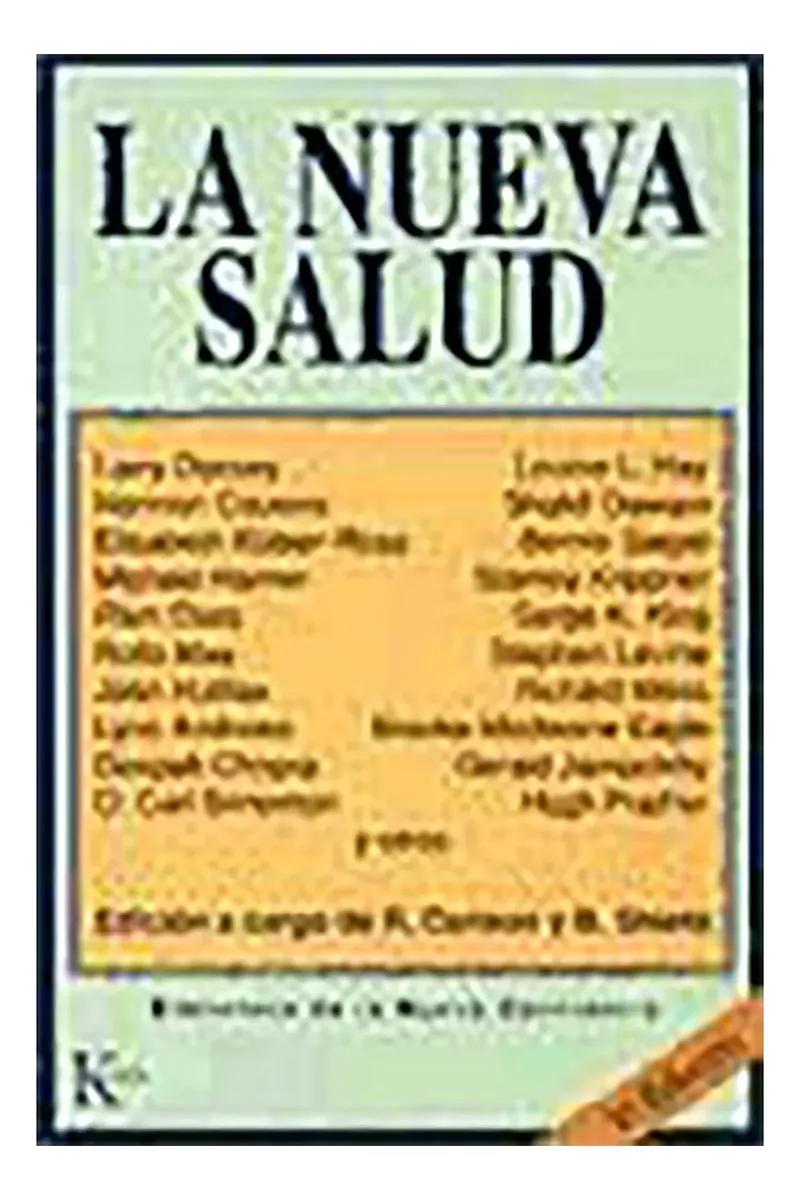 LA NUEVA
SALUD
Larry Dossey Louise L. Hay
Norman Cousins
Elisabeth Kübler-Ross Bernie Siegel
Michael Harner Stanley Krippner
Ram Dass Serge K. King
Rollo May Stephen Levine
Joan Halifax Richard Moss
Lynn Andrews Brooke Medicine Eagle
Deepak Chopra Gerald Jampolsky
O. Carl Simonton Hugh Prather
y otros
Edición a cargo de R. Carlson y B. Shield
Biblioteca de la Nueva Conciencia
K